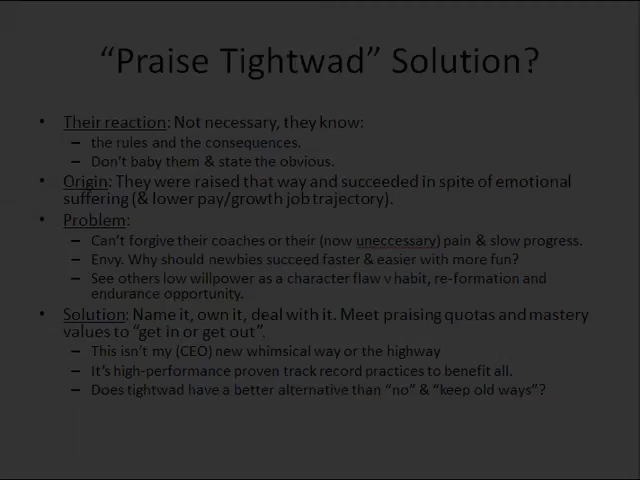 “Praise Tightwad” Solution?
• Their reaction: Not necessary, they know:
– the rules and the consequences.
– Don’t baby them & state the obvious.
• Origin: They were raised that way and succeeded in spite of emotional
suffering (& lower pay/growth job trajectory).
• Problem:
– Can’t forgive their coaches or their (now uneccessary) pain & slow progress.
– Envy. Why should newbies succeed faster & easier with more fun?
– See others low willpower as a character flaw v habit, re-formation and
endurance opportunity.
• Solution: Name it, own it, deal with it. Meet praising quotas and mastery
values to “get in or get out”.
– This isn’t my (CEO) new whimsical way or the highway
– It’s high-performance proven track record practices to benefit all.
– Does tightwad have a better alternative than “no” & “keep old ways”?